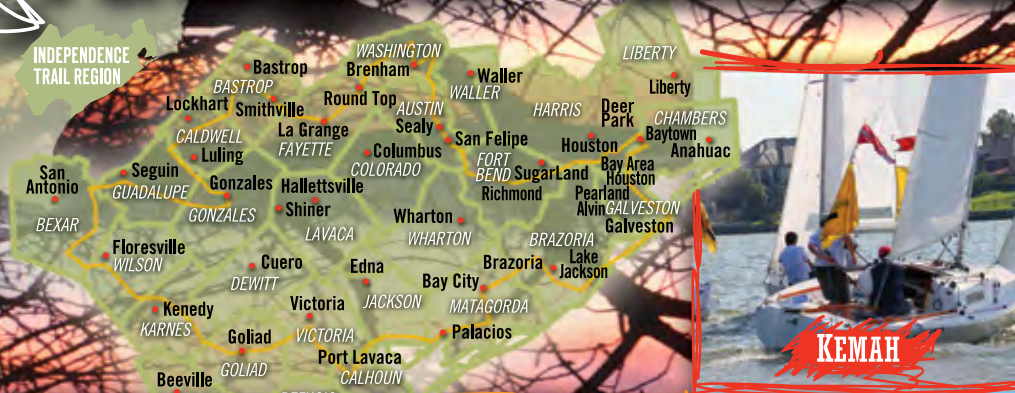 INDEPENDENCE
TRAIL REGION
WASHINGTON
LIBERTY
Bastrop
Brenham
Waller
BASTROP
WALLER
Liberty
Lockhart
Smithville
Round Top
AUSTIN
HARRIS
Deer
Park
CHAMBERS
CALDWELL
La Grange
Sealy
San Felipe
Houston
Baytown
FAYETTE
Luling
Columbus
Anahuac
COLORADO
FORT
BEND
SugarLand
Bay Area
Houston
San
Antonio
Seguin
GUADALUPE
Gonzales
Hallettsville
Richmond
Pearland
Alvin
GALVESTON
GONZALES
Shiner
Wharton
Galveston
BEXAR
LAVACA
WHARTON
BRAZORIA
Floresville
WILSON
Cuero
Edna
Brazoria
Lake
Jackson
DEWITT
Bay City
Kenedy
Victoria
JACKSON
MATAGORDA
KARNES
Goliad
VICTORIA
Palacios
Port Lavaca
GOLIAD
CALHOUN
Beeville
KEMAH